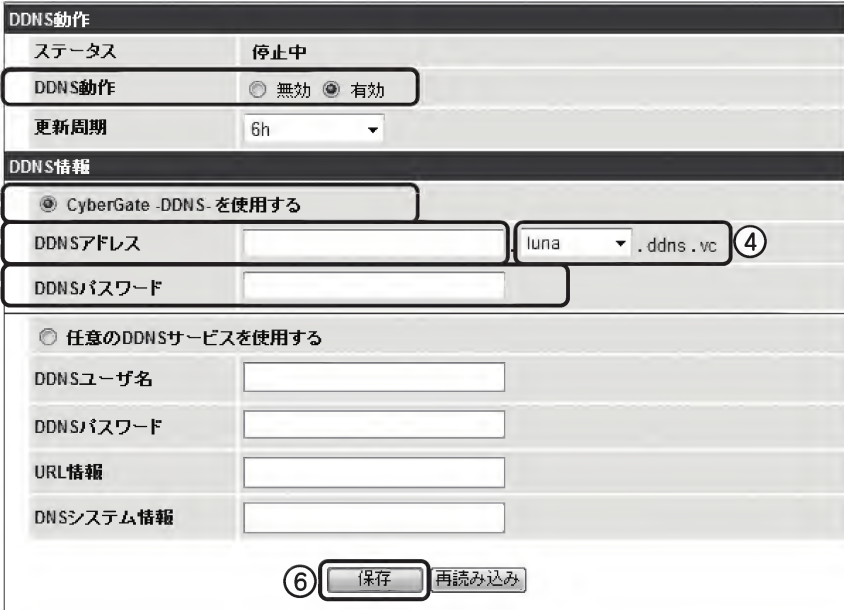 DDNS動作
ステータス 停止中
DDNS動作 無効 有効
更新周期 6h
DDNS情報
CyberGate -DDNS- を使用する
DDNSアドレス . luna . ddns . vc ④
DDNSパスワード
任意のDDNSサービスを使用する
DDNSユーザ名
DDNSパスワード
URL情報
DNSシステム情報
⑥ 保存 再読み込み